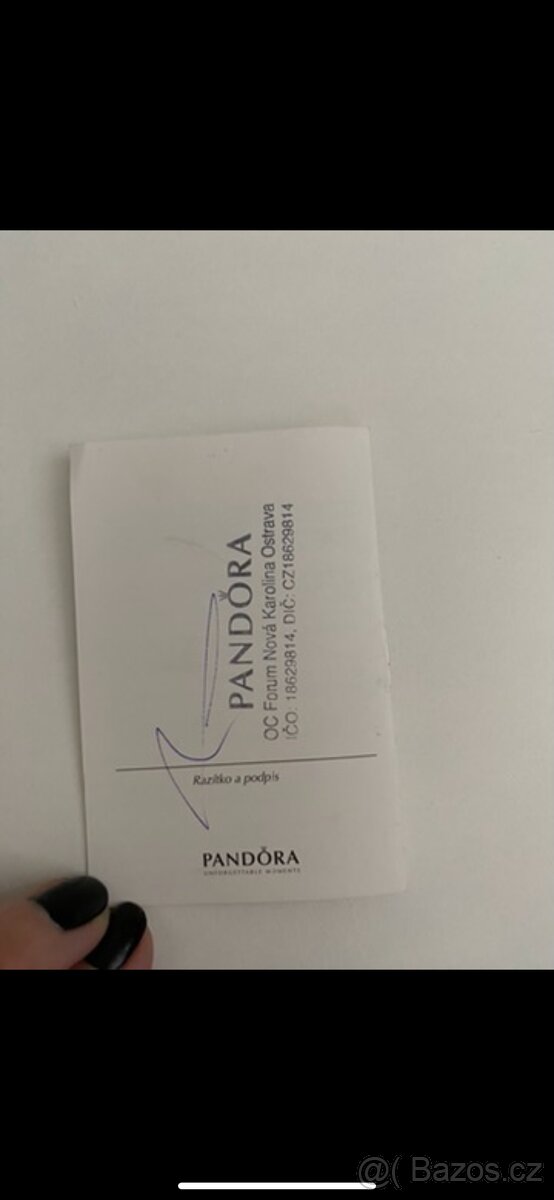 PANDORA
OC Forum Nová Karolina Ostrava
IČO: 18629814, DIČ: CZ18629814
Razítko a podpis
PANDORA
UNFORGETTABLE MOMENTS
@( Bazos.cz